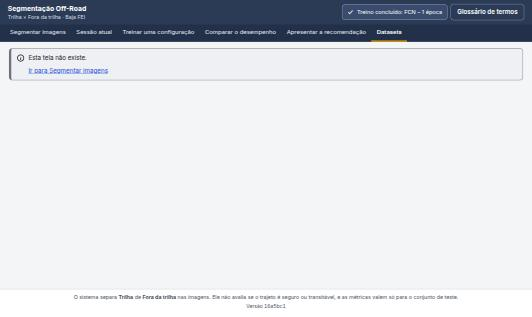 Segmentação Off-Road
Trilha × Fora da trilha · Baja FEI
Treino concluído: FCN – 1 época
Glossário de termos
Segmentar imagens
Sessão atual
Treinar uma configuração
Comparar o desempenho
Apresentar a recomendação
Datasets
Esta tela não existe.
Ir para Segmentar imagens
O sistema separa Trilha de Fora da trilha nas imagens. Ele não avalia se o trajeto é seguro ou transitável, e as métricas valem só para o conjunto de teste.
Versão 16a5bc1